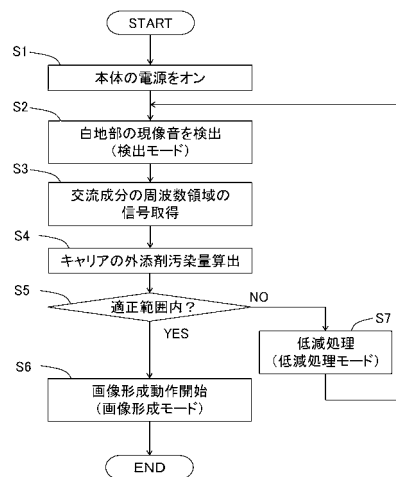 START
S1
本体の電源をオン
S2
白地部の現像音を検出
(検出モード)
S3
交流成分の周波数領域の
信号取得
S4
キャリアの外添剤汚染量算出
S5
適正範囲内?
NO
YES
S7
低減処理
(低減処理モード)
S6
画像形成動作開始
(画像形成モード)
END